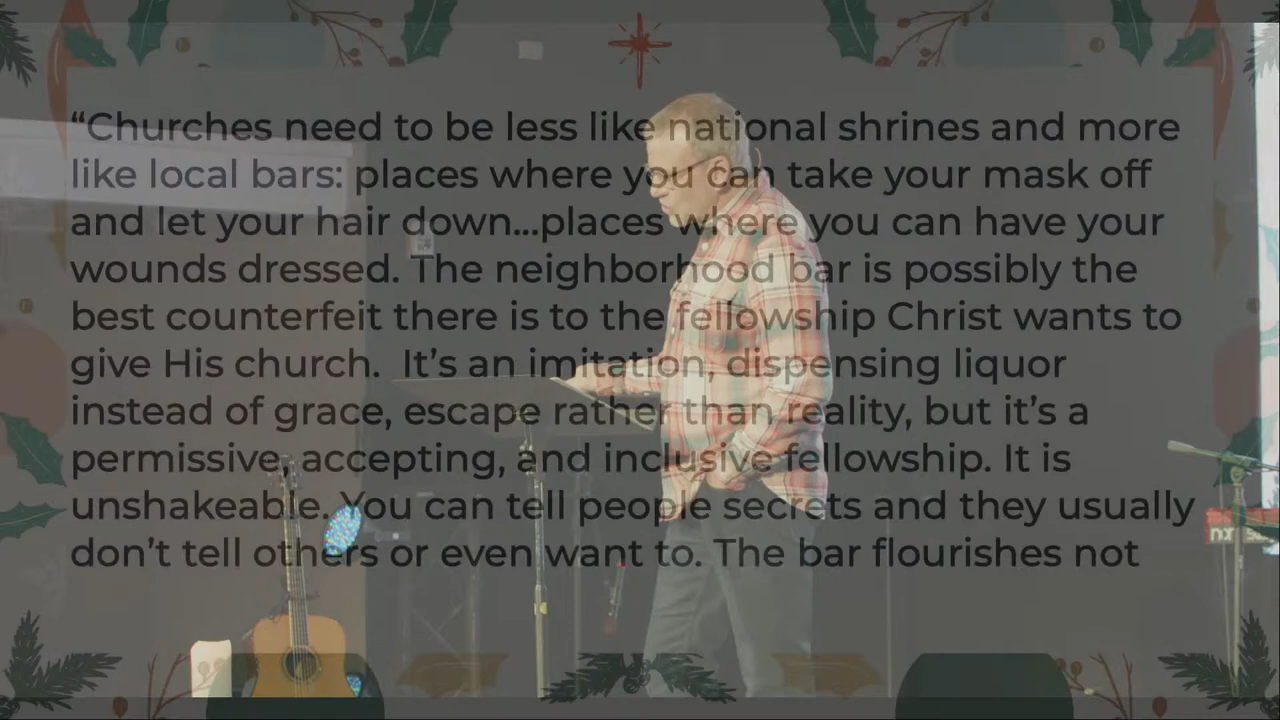 “Churches need to be less like national shrines and more
like local bars: places where you can take your mask off
and let your hair down...places where you can have your
wounds dressed. The neighborhood bar is possibly the
best counterfeit there is to the fellowship Christ wants to
give His church.  It’s an imitation, dispensing liquor
instead of grace, escape rather than reality, but it’s a
permissive, accepting, and inclusive fellowship. It is
unshakeable. You can tell people secrets and they usually
don’t tell others or even want to. The bar flourishes not